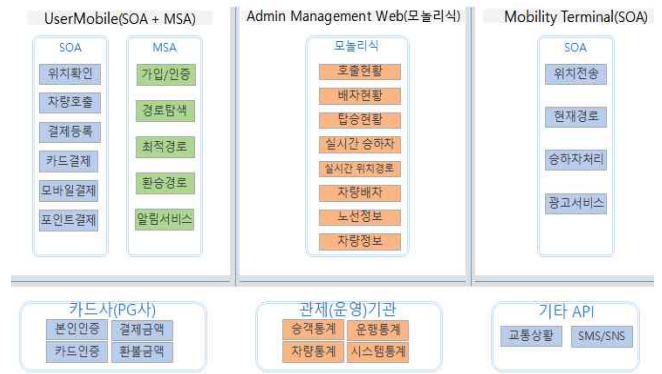 UserMobile(SOA + MSA)
SOA
위치확인
차량호출
결제등록
카드결제
모바일결제
포인트결제
MSA
가입/인증
경로탐색
최적경로
환승경로
알림서비스
Admin Management Web(모놀리식)
모놀리식
호출현황
배차현황
탑승현황
실시간 승하차
실시간 위치경로
차량배차
노선정보
차량정보
Mobility Terminal(SOA)
SOA
위치전송
현재경로
승하차처리
광고서비스
카드사(PG사)
본인인증 결제금액
카드인증 환불금액
관제(운영)기관
승객통계 운행통계
차량통계 시스템통계
기타 API
교통상황 SMS/SNS